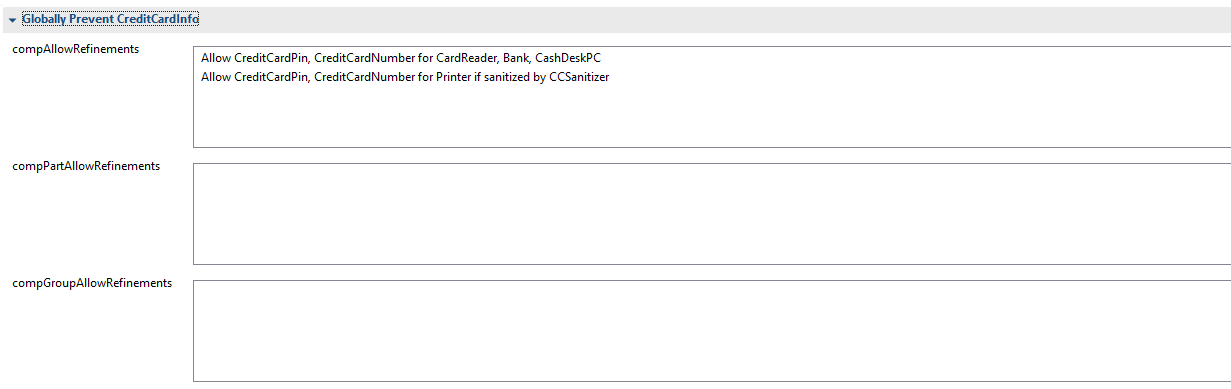 Globally Prevent CreditCardInfo
compAllowRefinements
Allow CreditCardPin, CreditCardNumber for CardReader, Bank, CashDeskPC
Allow CreditCardPin, CreditCardNumber for Printer if sanitized by CCSanitizer
compPartAllowRefinements
compGroupAllowRefinements